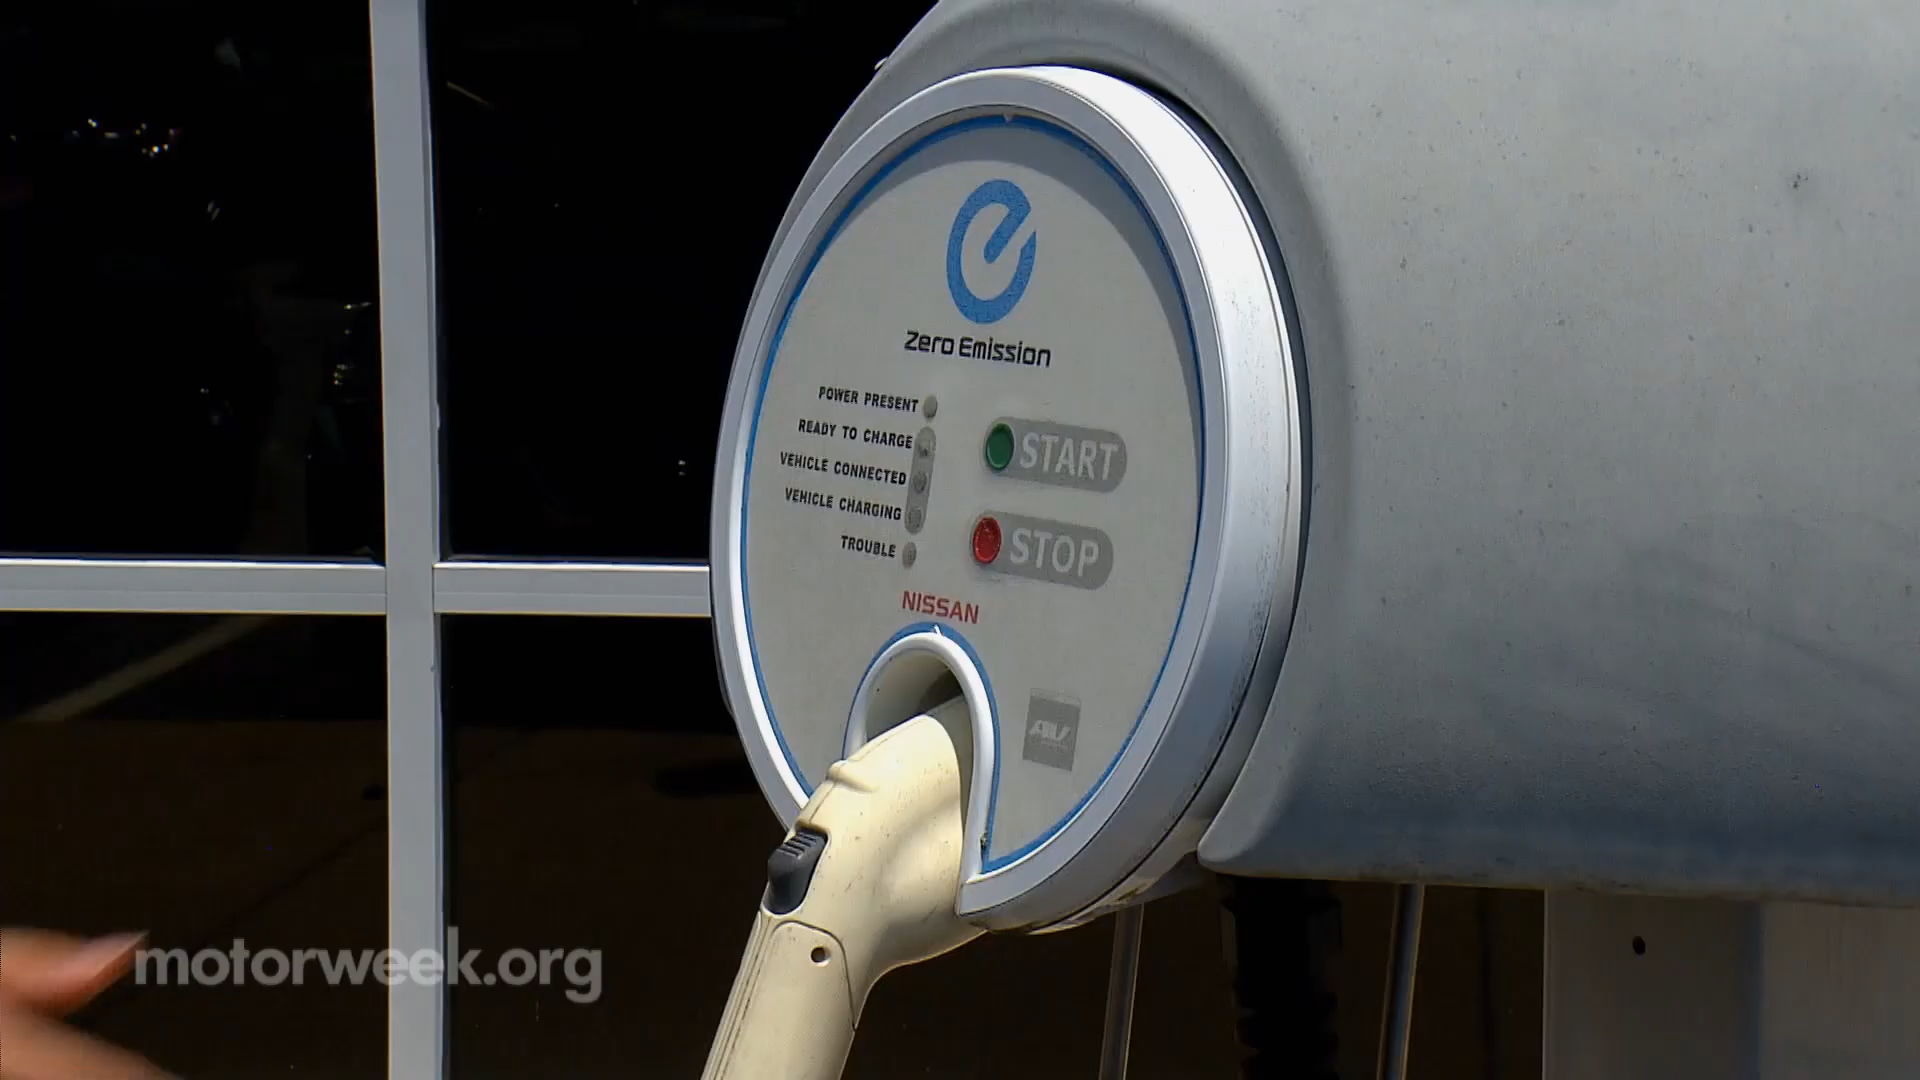 Zero Emission
POWER PRESENT
READY TO CHARGE
VEHICLE CONNECTED
VEHICLE CHARGING
TROUBLE
START
STOP
NISSAN
motorweek.org